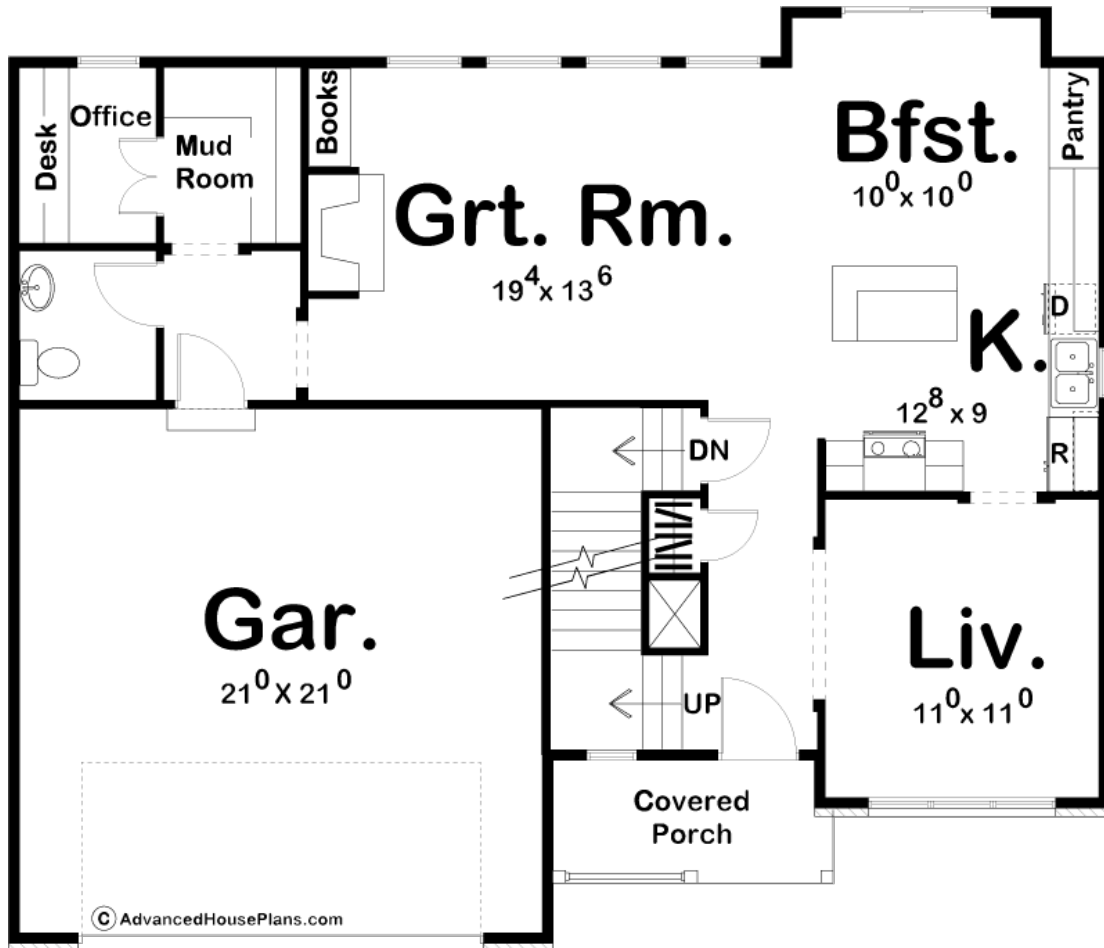 Office
Desk
Mud
Room
Books
Grt. Rm.
19⁴ x 13⁶
Bfst.
10⁰ x 10⁰
Pantry
D
K.
12⁸ x 9
R
DN
UP
Gar.
21⁰ X 21⁰
Liv.
11⁰ x 11⁰
Covered
Porch
© AdvancedHousePlans.com